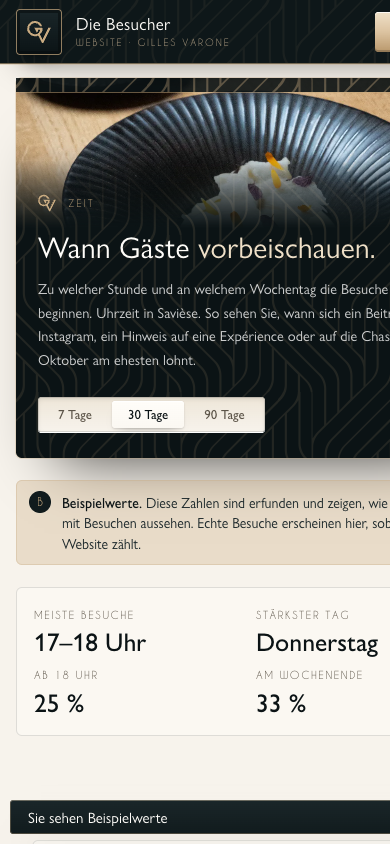 GV
Die Besucher
WEBSITE · GILLES VARONE
GV ZEIT
Wann Gäste vorbeischauen.
Zu welcher Stunde und an welchem Wochentag die Besuche
beginnen. Uhrzeit in Savièse. So sehen Sie, wann sich ein Beitr
Instagram, ein Hinweis auf eine Expérience oder auf die Chas
Oktober am ehesten lohnt.
7 Tage 30 Tage 90 Tage
B Beispielwerte. Diese Zahlen sind erfunden und zeigen, wie
mit Besuchen aussehen. Echte Besuche erscheinen hier, sob
Website zählt.
MEISTE BESUCHE STÄRKSTER TAG
17–18 Uhr Donnerstag
AB 18 UHR AM WOCHENENDE
25 % 33 %
Sie sehen Beispielwerte